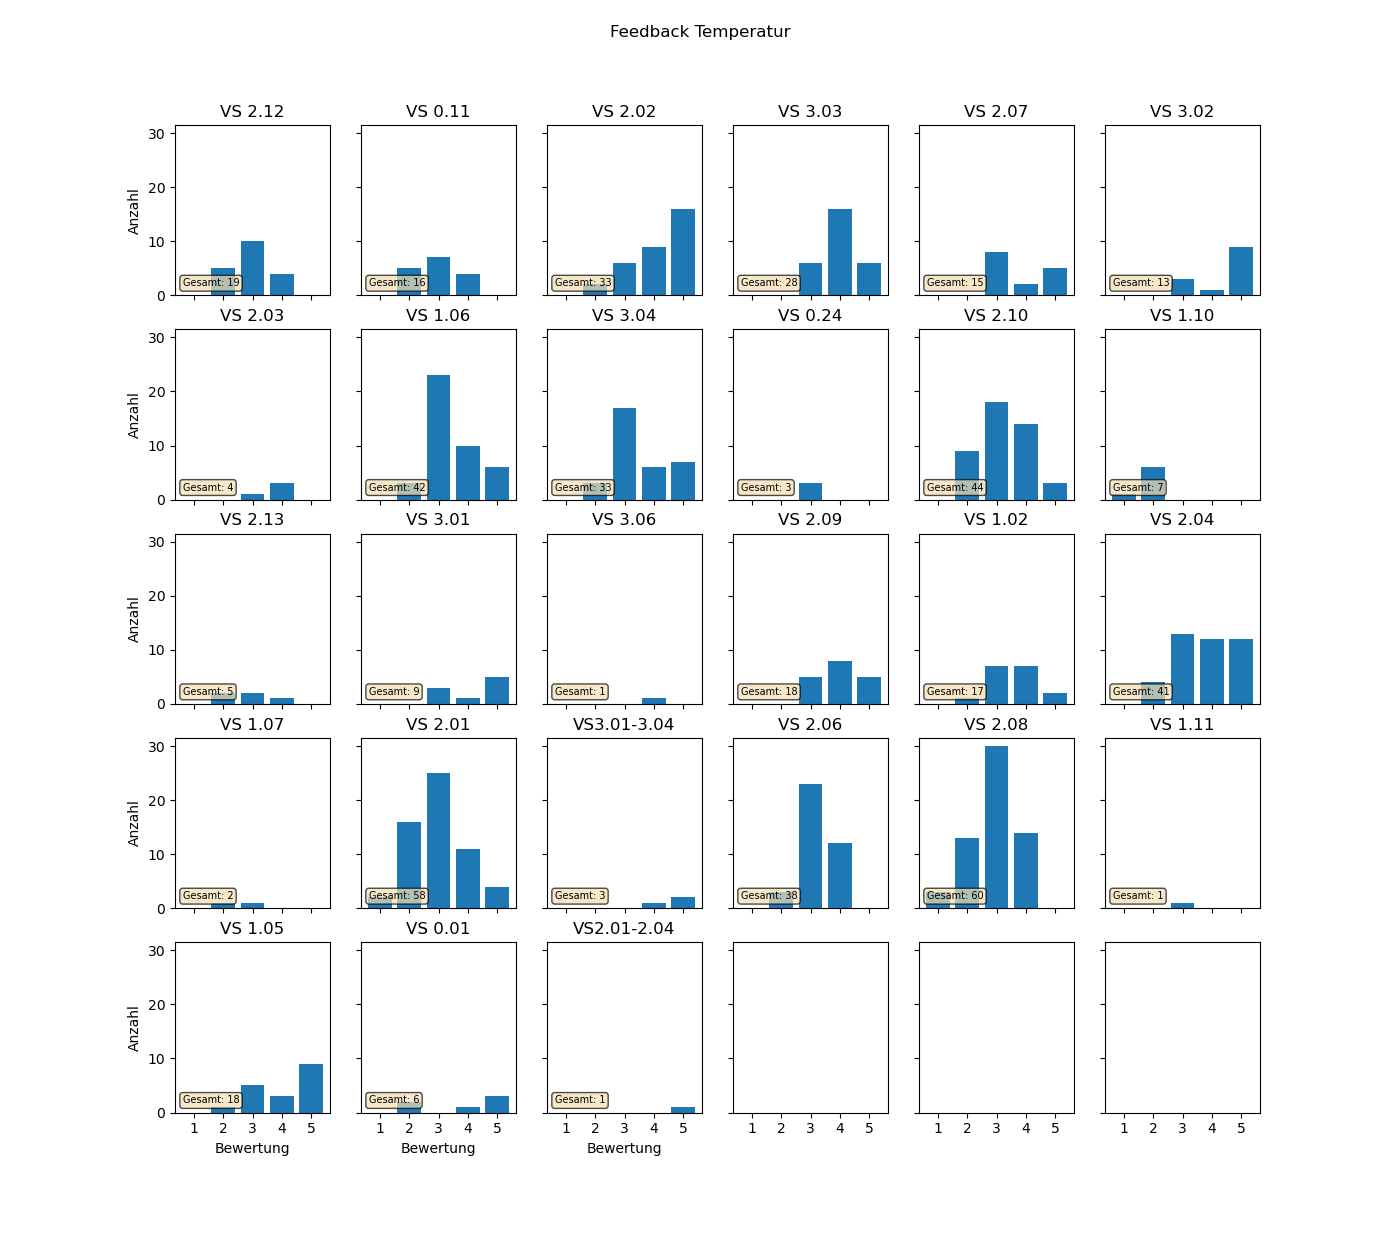 Feedback Temperatur
VS 2.12 VS 0.11 VS 2.02 VS 3.03 VS 2.07 VS 3.02
30
20
10
0
Anzahl
Gesamt: 19 Gesamt: 16 Gesamt: 33 Gesamt: 28 Gesamt: 15 Gesamt: 13
VS 2.03 VS 1.06 VS 3.04 VS 0.24 VS 2.10 VS 1.10
30
20
10
0
Anzahl
Gesamt: 4 Gesamt: 42 Gesamt: 33 Gesamt: 3 Gesamt: 44 Gesamt: 7
VS 2.13 VS 3.01 VS 3.06 VS 2.09 VS 1.02 VS 2.04
30
20
10
0
Anzahl
Gesamt: 5 Gesamt: 9 Gesamt: 1 Gesamt: 18 Gesamt: 17 Gesamt: 41
VS 1.07 VS 2.01 VS3.01-3.04 VS 2.06 VS 2.08 VS 1.11
30
20
10
0
Anzahl
Gesamt: 2 Gesamt: 58 Gesamt: 3 Gesamt: 38 Gesamt: 60 Gesamt: 1
VS 1.05 VS 0.01 VS2.01-2.04
30
20
10
0
Anzahl
Gesamt: 18 Gesamt: 6 Gesamt: 1
1 2 3 4 5 1 2 3 4 5 1 2 3 4 5 1 2 3 4 5 1 2 3 4 5 1 2 3 4 5
Bewertung Bewertung Bewertung